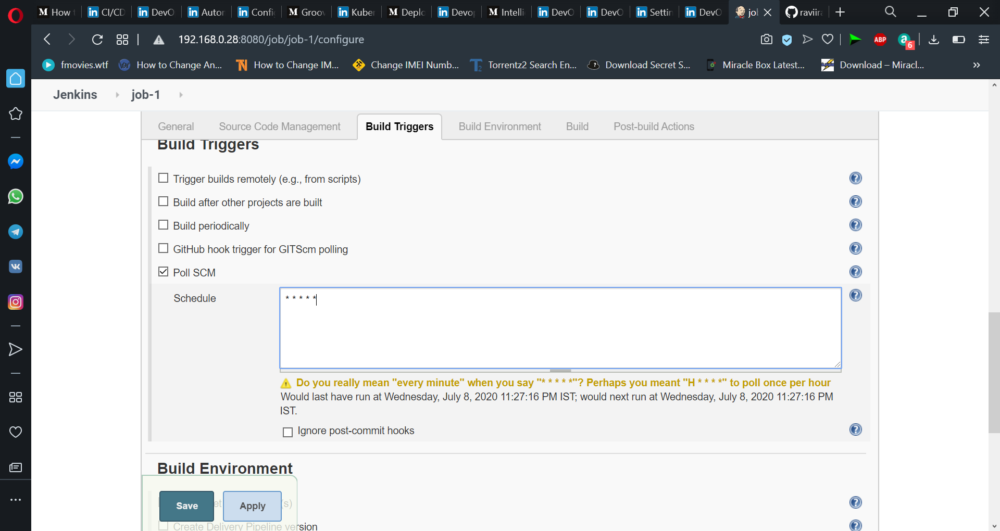 How
CI/CD
DevO
Autor
Confi
Groov
Kuber
Deplo
Devo
Intelli
DevO
DevO
Settin
DevO
jo
raviira
192.168.0.28:8080/job/job-1/configure
ABP
6
fmovies.wtf
How to Change An...
How to Change IM...
Change IMEI Numb...
Torrentz2 Search En...
Download Secret S...
Miracle Box Latest...
Download – Miracl...
Jenkins
job-1
General
Source Code Management
Build Triggers
Build Environment
Build
Post-build Actions
Build Triggers
Trigger builds remotely (e.g., from scripts)
Build after other projects are built
Build periodically
GitHub hook trigger for GITScm polling
Poll SCM
Schedule
* * * * *
Do you really mean "every minute" when you say "* * * * *"? Perhaps you meant "H * * * *" to poll once per hour
Would last have run at Wednesday, July 8, 2020 11:27:16 PM IST; would next run at Wednesday, July 8, 2020 11:27:16 PM
IST.
Ignore post-commit hooks
Build Environment
Save
Apply
(s)
Create Delivery Pipeline version